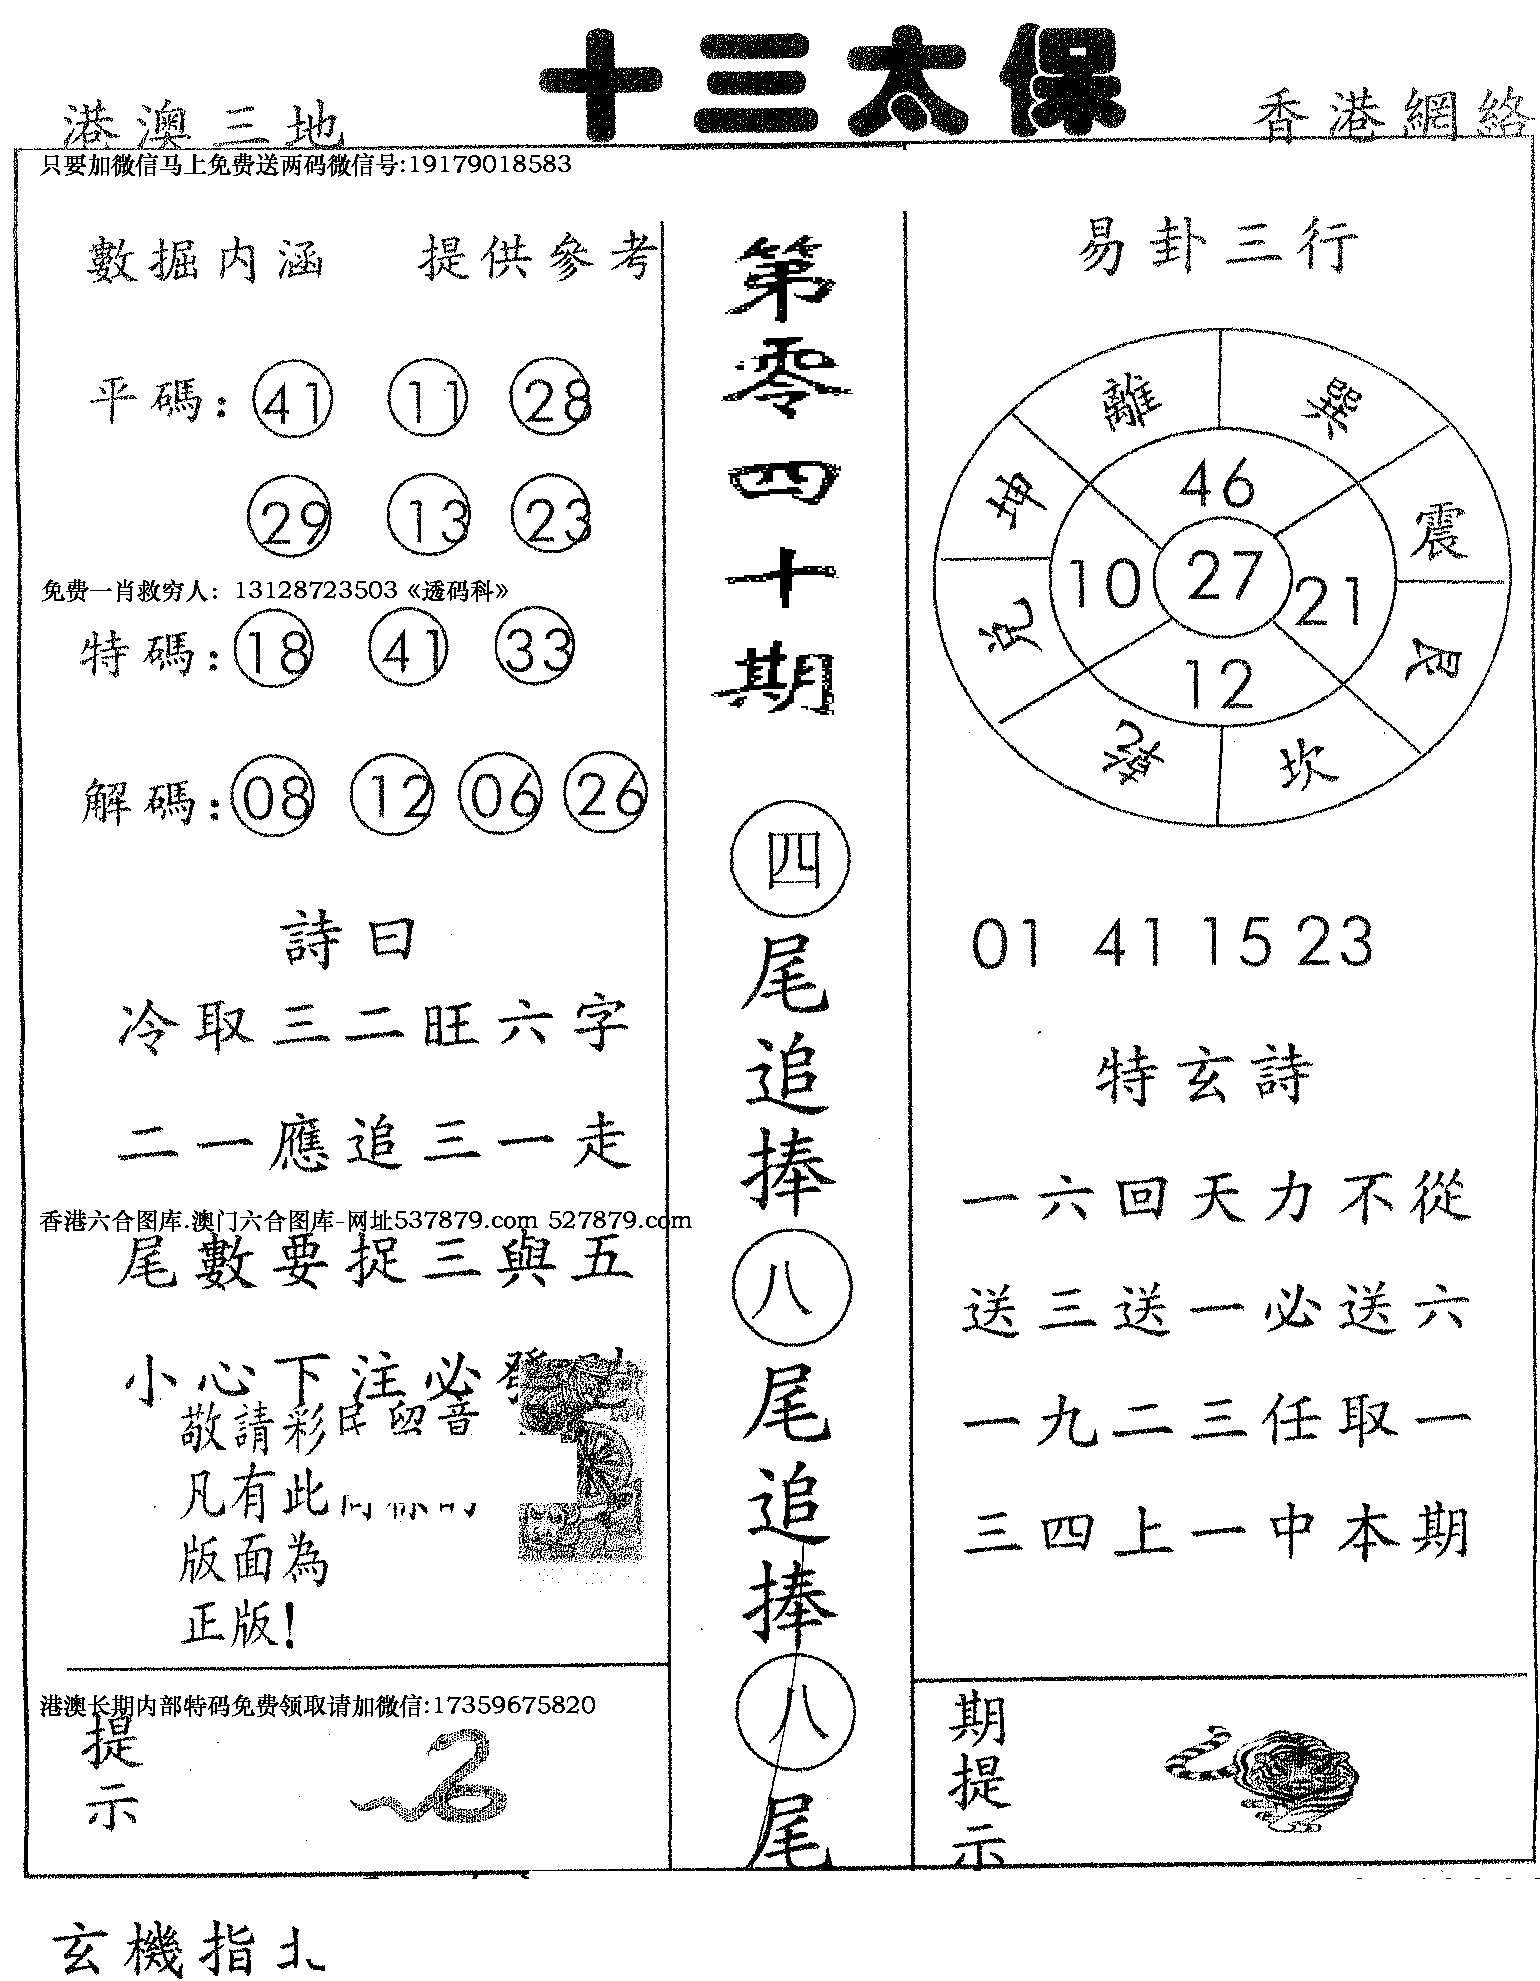 十三太保
港澳三地
香港網絡
只要加微信马上免费送两码微信号:19179018583
數掘内涵 提供參考
平碼: 41 11 28
29 13 23
免费一肖救穷人: 13128723503《透码科》
特碼: 18 41 33
解碼: 08 12 06 26
詩曰
冷取三二旺六字
二一應追三一走
香港六合图库.澳门六合图库-网址537879.com 527879.com
尾數要捉三與五
小心下注必發
敬請彩民留音
凡有此
版面為
正版!
港澳长期内部特码免费领取请加微信:17359675820
提示
第零四十期
四尾追捧八尾追捧八尾
易卦三行
離 巽
坤 46 震
10 27 21
兌 12 艮
坎
01 41 15 23
特玄詩
一六回天力不從
送三送一必送六
一九二三任取一
三四上一中本期
期提示
玄機指北